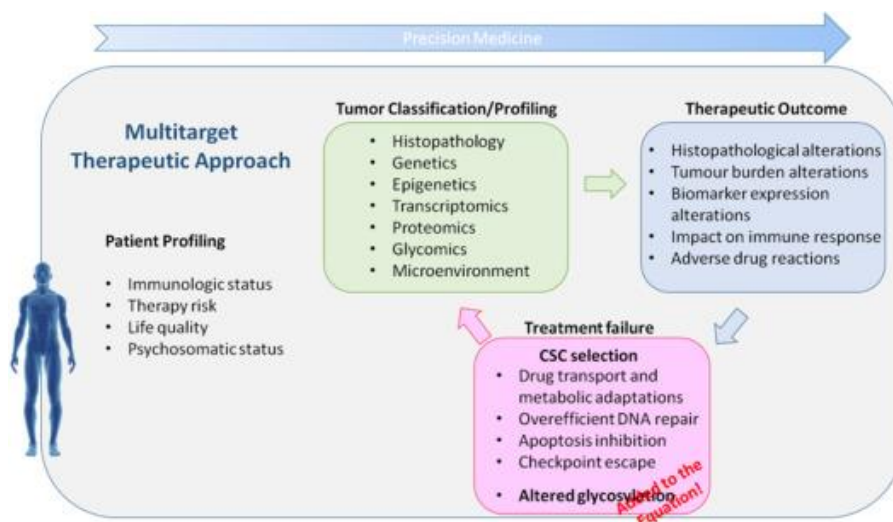 Precision Medicine
Multitarget
Therapeutic Approach
Patient Profiling
• Immunologic status
• Therapy risk
• Life quality
• Psychosomatic status
Tumor Classification/Profiling
• Histopathology
• Genetics
• Epigenetics
• Transcriptomics
• Proteomics
• Glycomics
• Microenvironment
Therapeutic Outcome
• Histopathological alterations
• Tumour burden alterations
• Biomarker expression
alterations
• Impact on immune response
• Adverse drug reactions
Treatment failure
CSC selection
• Drug transport and
metabolic adaptations
• Overefficient DNA repair
• Apoptosis inhibition
• Checkpoint escape
• Altered glycosylation
Added to the
Equation!